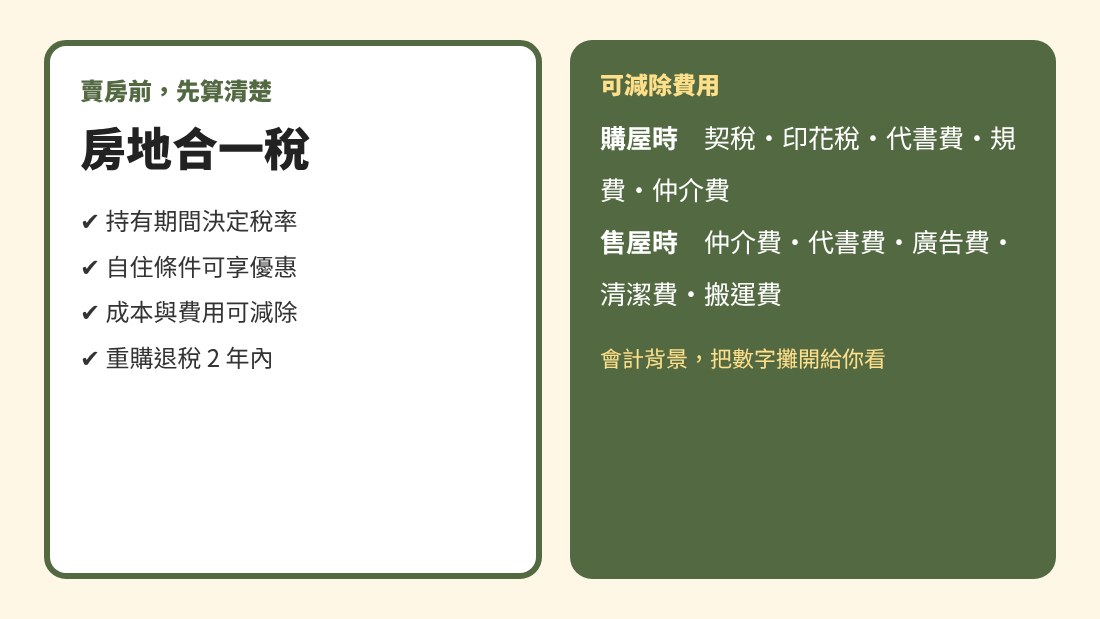 賣房前，先算清楚
房地合一稅
✔ 持有期間決定稅率
✔ 自住條件可享優惠
✔ 成本與費用可減除
✔ 重購退稅 2 年內
可減除費用
購屋時　契稅・印花稅・代書費・規
費・仲介費
售屋時　仲介費・代書費・廣告費・
清潔費・搬運費
會計背景，把數字攤開給你看